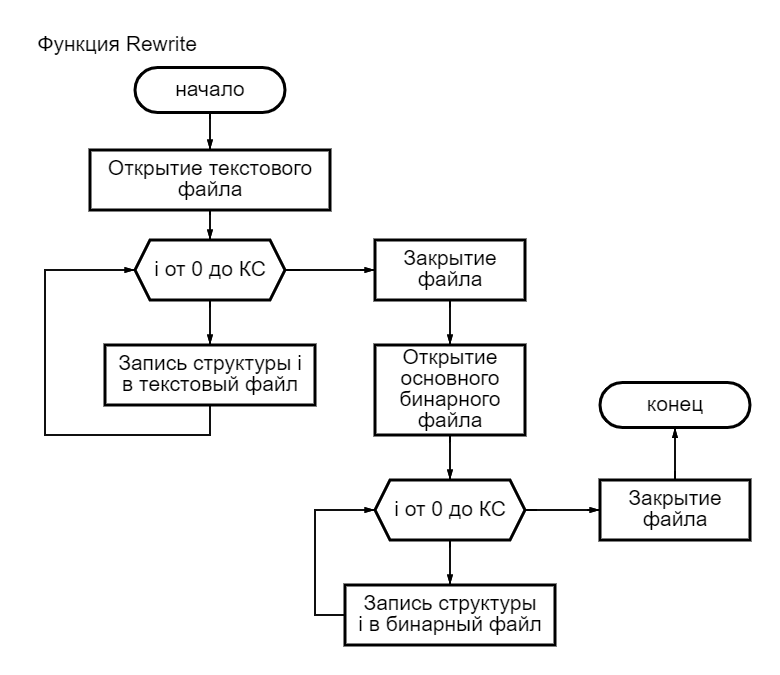 Функция Rewrite
начало
Открытие текстового
файла
i от 0 до КС
Запись структуры i
в текстовый файл
Закрытие
файла
Открытие
основного
бинарного
файла
i от 0 до КС
Запись структуры
i в бинарный файл
Закрытие
файла
конец